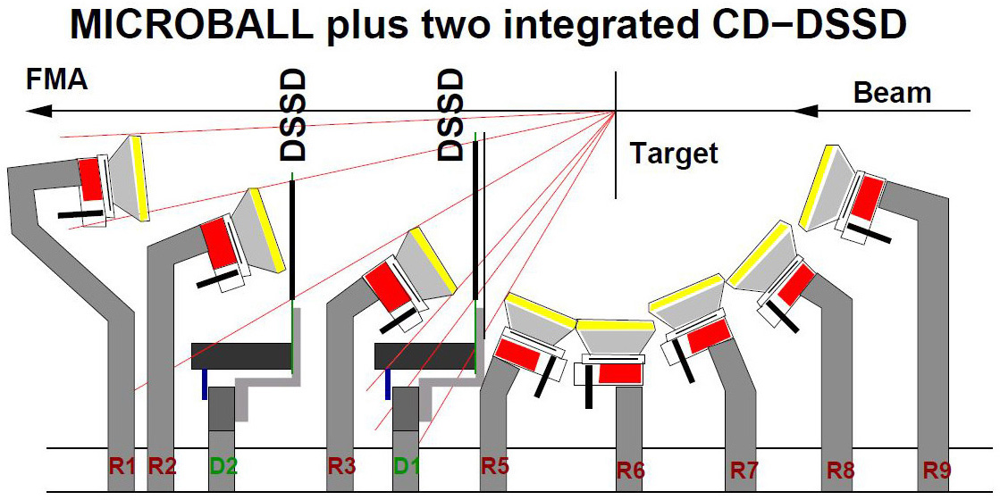 MICROBALL plus two integrated CD−DSSD
FMA
DSSD
DSSD
Beam
Target
R1
R2
D2
R3
D1
R5
R6
R7
R8
R9